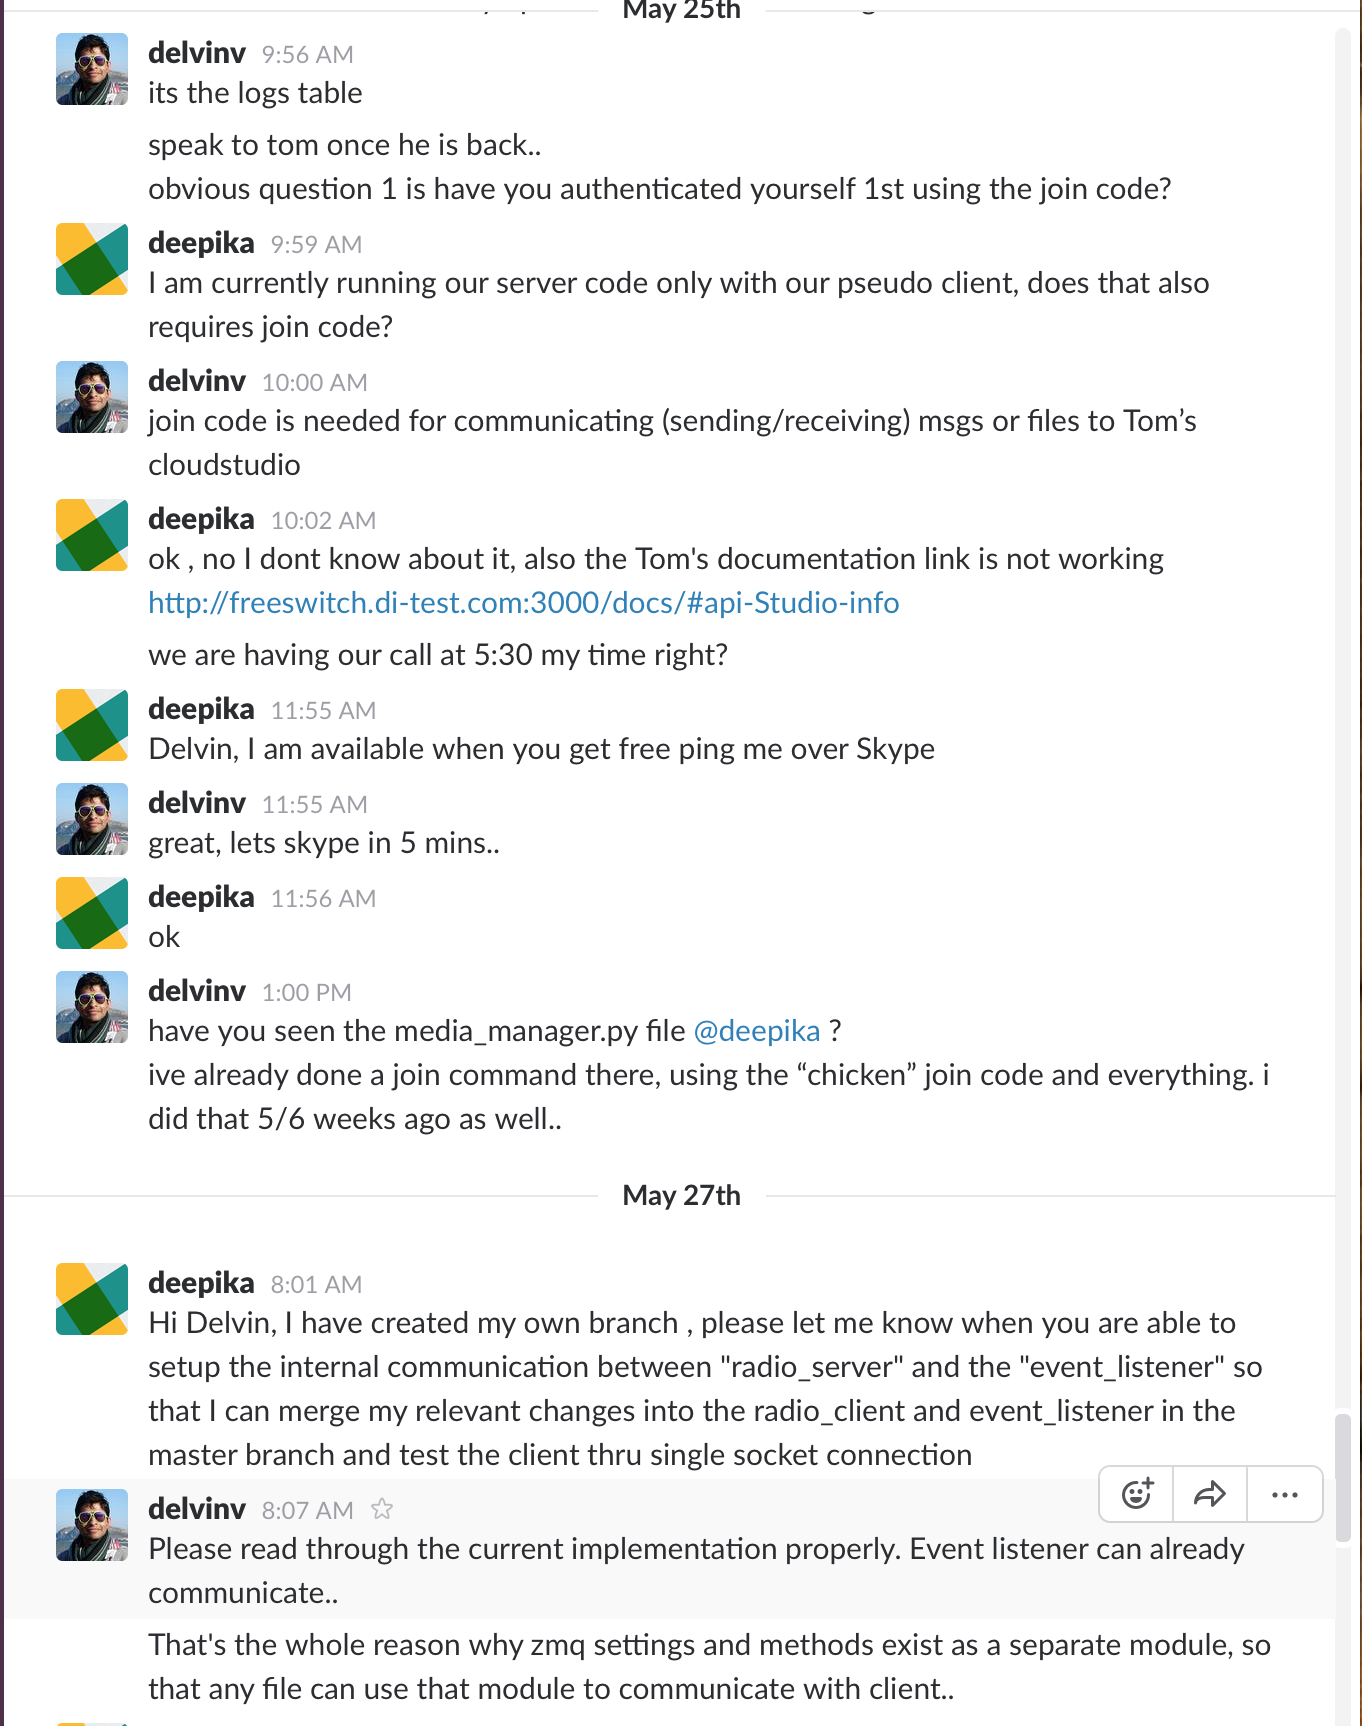 May 25th
delvinv 9:56 AM
its the logs table
speak to tom once he is back..
obvious question 1 is have you authenticated yourself 1st using the join code?
deepika 9:59 AM
I am currently running our server code only with our pseudo client, does that also
requires join code?
delvinv 10:00 AM
join code is needed for communicating (sending/receiving) msgs or files to Tom’s
cloudstudio
deepika 10:02 AM
ok , no I dont know about it, also the Tom's documentation link is not working
http://freeswitch.di-test.com:3000/docs/#api-Studio-info
we are having our call at 5:30 my time right?
deepika 11:55 AM
Delvin, I am available when you get free ping me over Skype
delvinv 11:55 AM
great, lets skype in 5 mins..
deepika 11:56 AM
ok
delvinv 1:00 PM
have you seen the media_manager.py file @deepika ?
ive already done a join command there, using the “chicken” join code and everything. i
did that 5/6 weeks ago as well..
May 27th
deepika 8:01 AM
Hi Delvin, I have created my own branch , please let me know when you are able to
setup the internal communication between "radio_server" and the "event_listener" so
that I can merge my relevant changes into the radio_client and event_listener in the
master branch and test the client thru single socket connection
delvinv 8:07 AM
Please read through the current implementation properly. Event listener can already
communicate..
That's the whole reason why zmq settings and methods exist as a separate module, so
that any file can use that module to communicate with client..